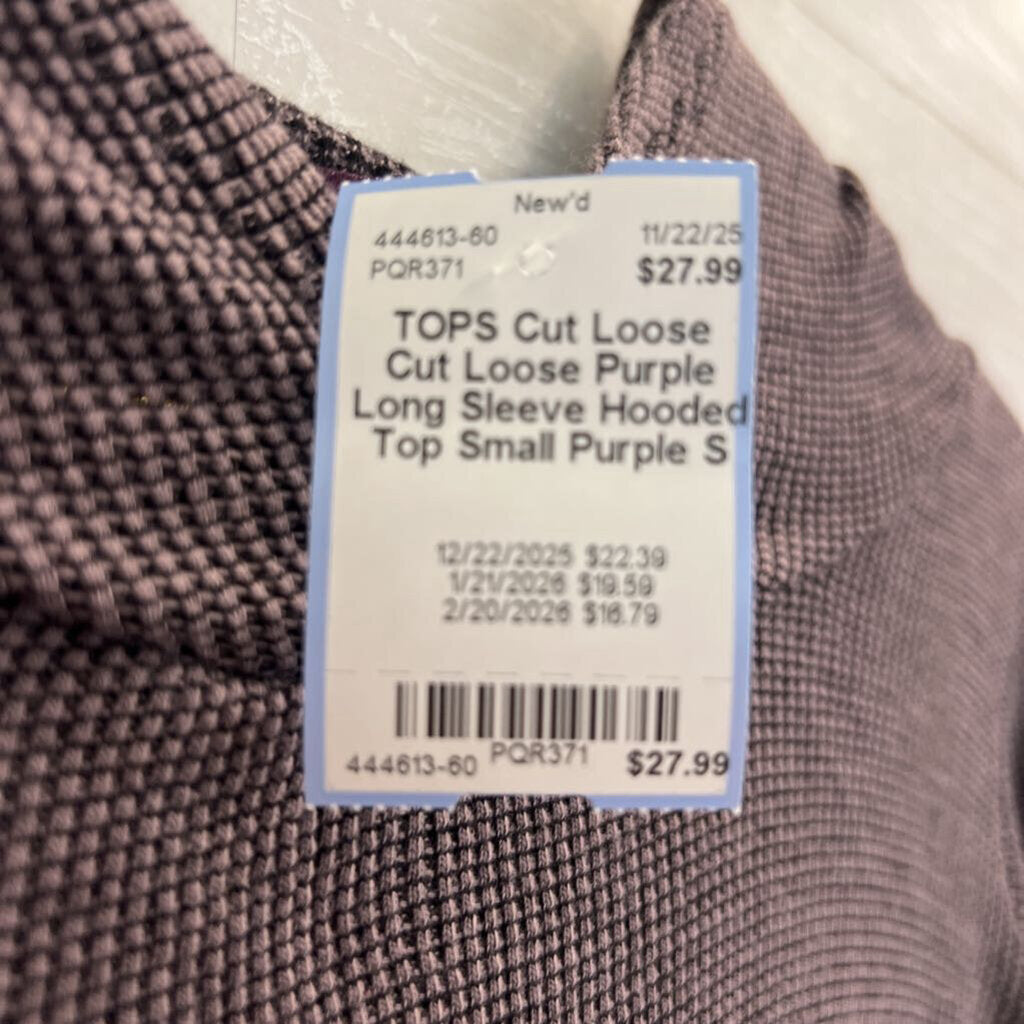 New'd
444613-60 11/22/25
PQR371 $27.99
TOPS Cut Loose
Cut Loose Purple
Long Sleeve Hooded
Top Small Purple S
12/22/2025 $22.39
1/21/2026 $19.59
2/20/2026 $16.79
444613-60 PQR371 $27.99